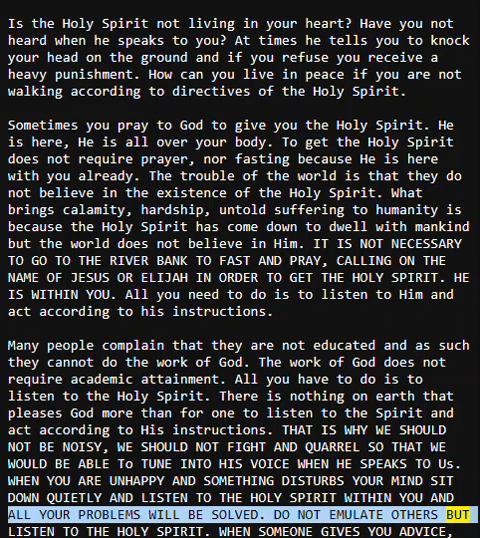 Is the Holy Spirit not living in your heart? Have you not
heard when he speaks to you? At times he tells you to knock
your head on the ground and if you refuse you receive a
heavy punishment. How can you live in peace if you are not
walking according to directives of the Holy Spirit.

Sometimes you pray to God to give you the Holy Spirit. He
is here, He is all over your body. To get the Holy Spirit
does not require prayer, nor fasting because He is here
with you already. The trouble of the world is that they do
not believe in the existence of the Holy Spirit. What
brings calamity, hardship, untold suffering to humanity is
because the Holy Spirit has come down to dwell with mankind
but the world does not believe in Him. IT IS NOT NECESSARY
TO GO TO THE RIVER BANK TO FAST AND PRAY, CALLING ON THE
NAME OF JESUS OR ELIJAH IN ORDER TO GET THE HOLY SPIRIT. HE
IS WITHIN YOU. All you need to do is to listen to Him and
act according to his instructions.

Many people complain that they are not educated and as such
they cannot do the work of God. The work of God does not
require academic attainment. All you have to do is to
listen to the Holy Spirit. There is nothing on earth that
pleases God more than for one to listen to the Spirit and
act according to His instructions. THAT IS WHY WE SHOULD
NOT BE NOISY, WE SHOULD NOT FIGHT AND QUARREL SO THAT WE
WOULD BE ABLE To TUNE INTO HIS VOICE WHEN HE SPEAKS TO Us.
WHEN YOU ARE UNHAPPY AND SOMETHING DISTURBS YOUR MIND SIT
DOWN QUIETLY AND LISTEN TO THE HOLY SPIRIT WITHIN YOU AND
ALL YOUR PROBLEMS WILL BE SOLVED. DO NOT EMULATE OTHERS BUT
LISTEN TO THE HOLY SPIRIT. WHEN SOMEONE GIVES YOU ADVICE,